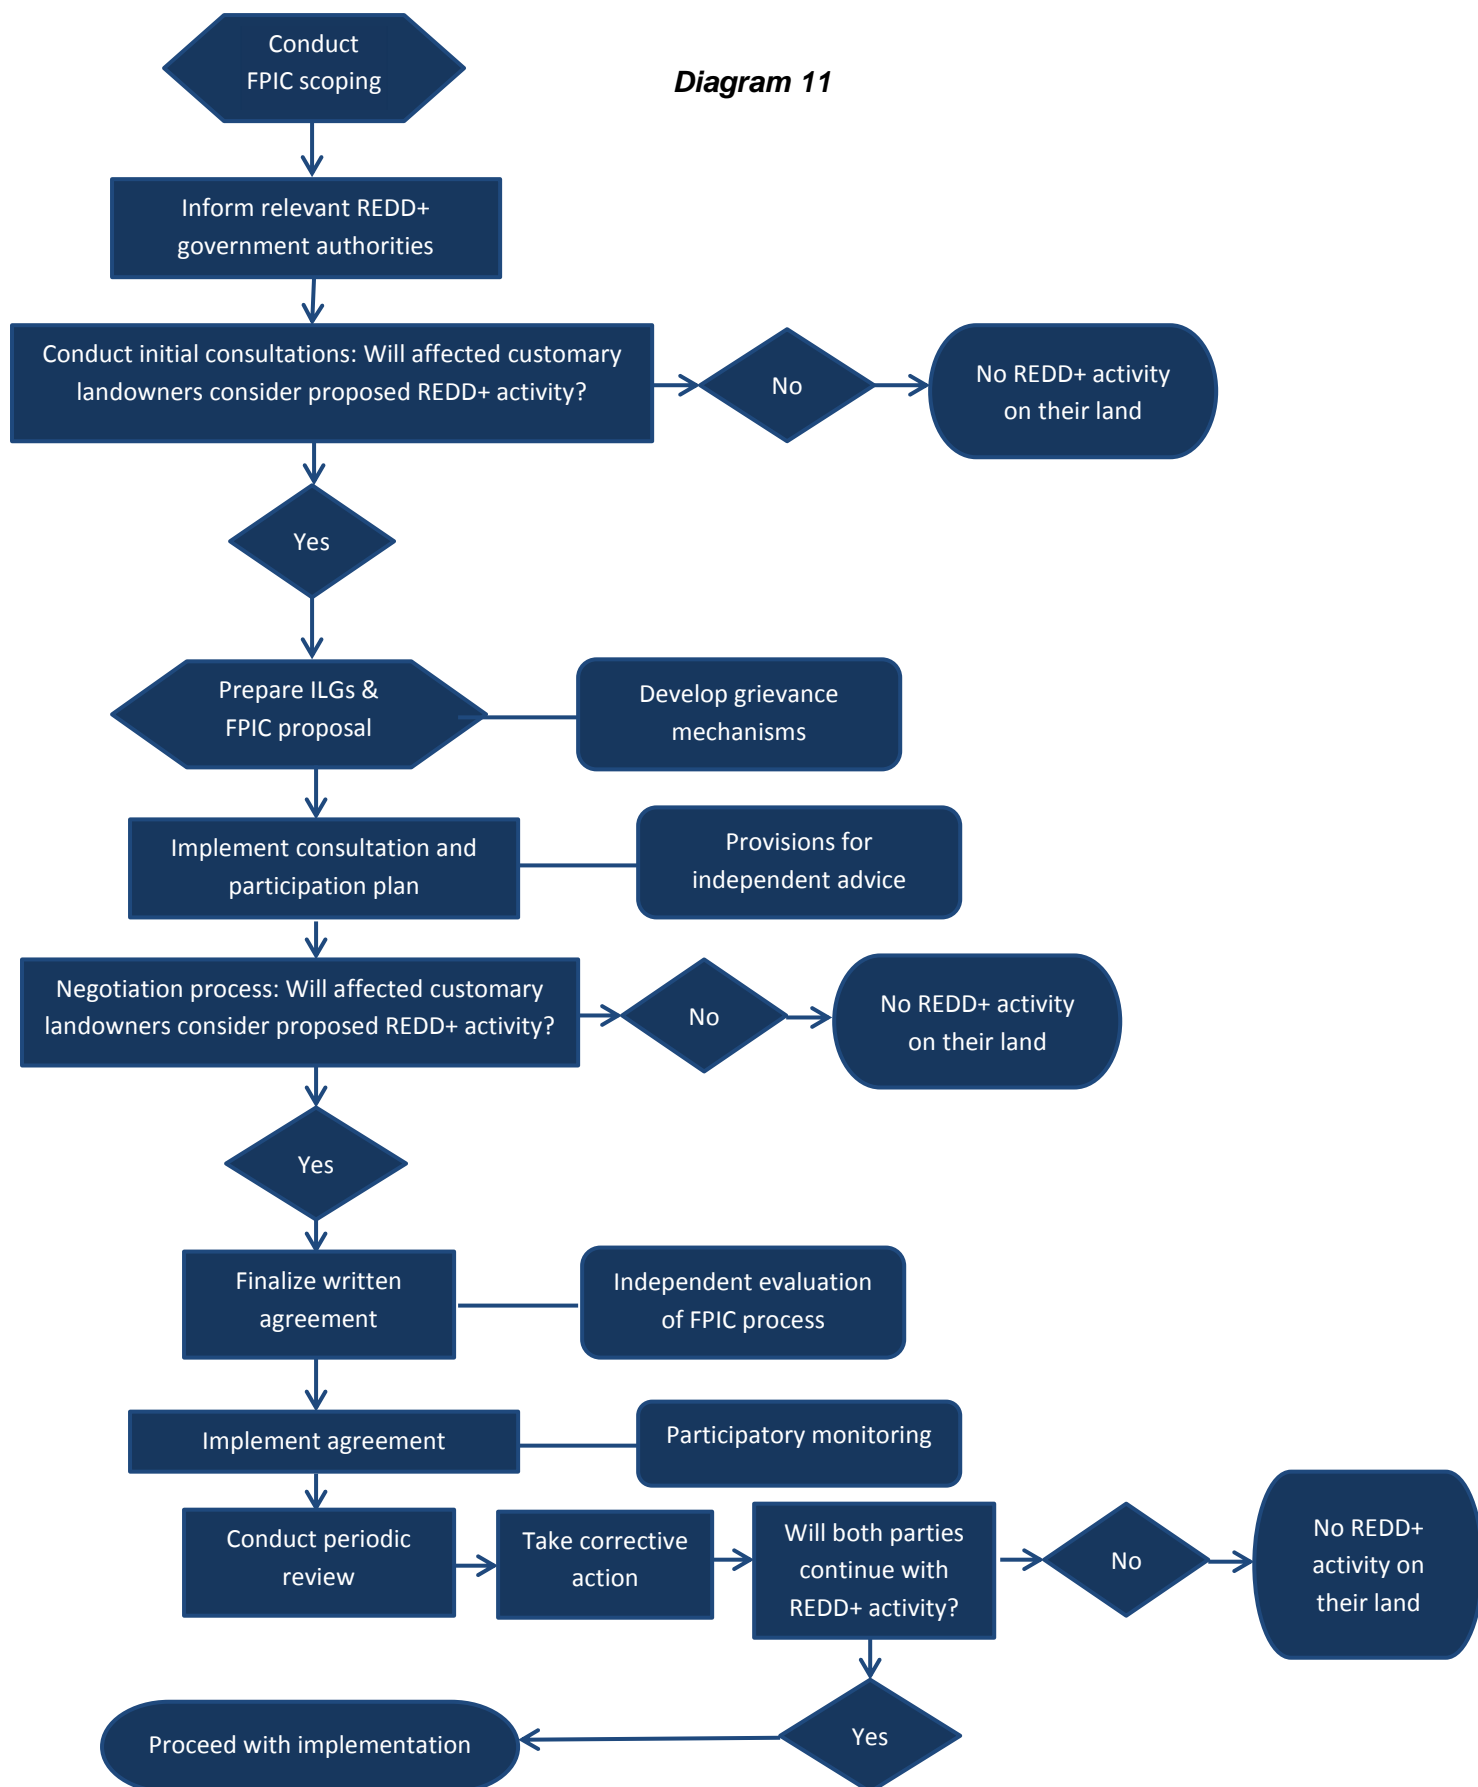 Conduct
FPIC scoping
Diagram 11
Inform relevant REDD+
government authorities
Conduct initial consultations: Will affected customary
landowners consider proposed REDD+ activity?
No
No REDD+ activity
on their land
Yes
Prepare ILGs &
FPIC proposal
Develop grievance
mechanisms
Implement consultation and
participation plan
Provisions for
independent advice
Negotiation process: Will affected customary
landowners consider proposed REDD+ activity?
No
No REDD+ activity
on their land
Yes
Finalize written
agreement
Independent evaluation
of FPIC process
Implement agreement
Participatory monitoring
Conduct periodic
review
Take corrective
action
Will both parties
continue with
REDD+ activity?
No
No REDD+
activity on
their land
Yes
Proceed with implementation